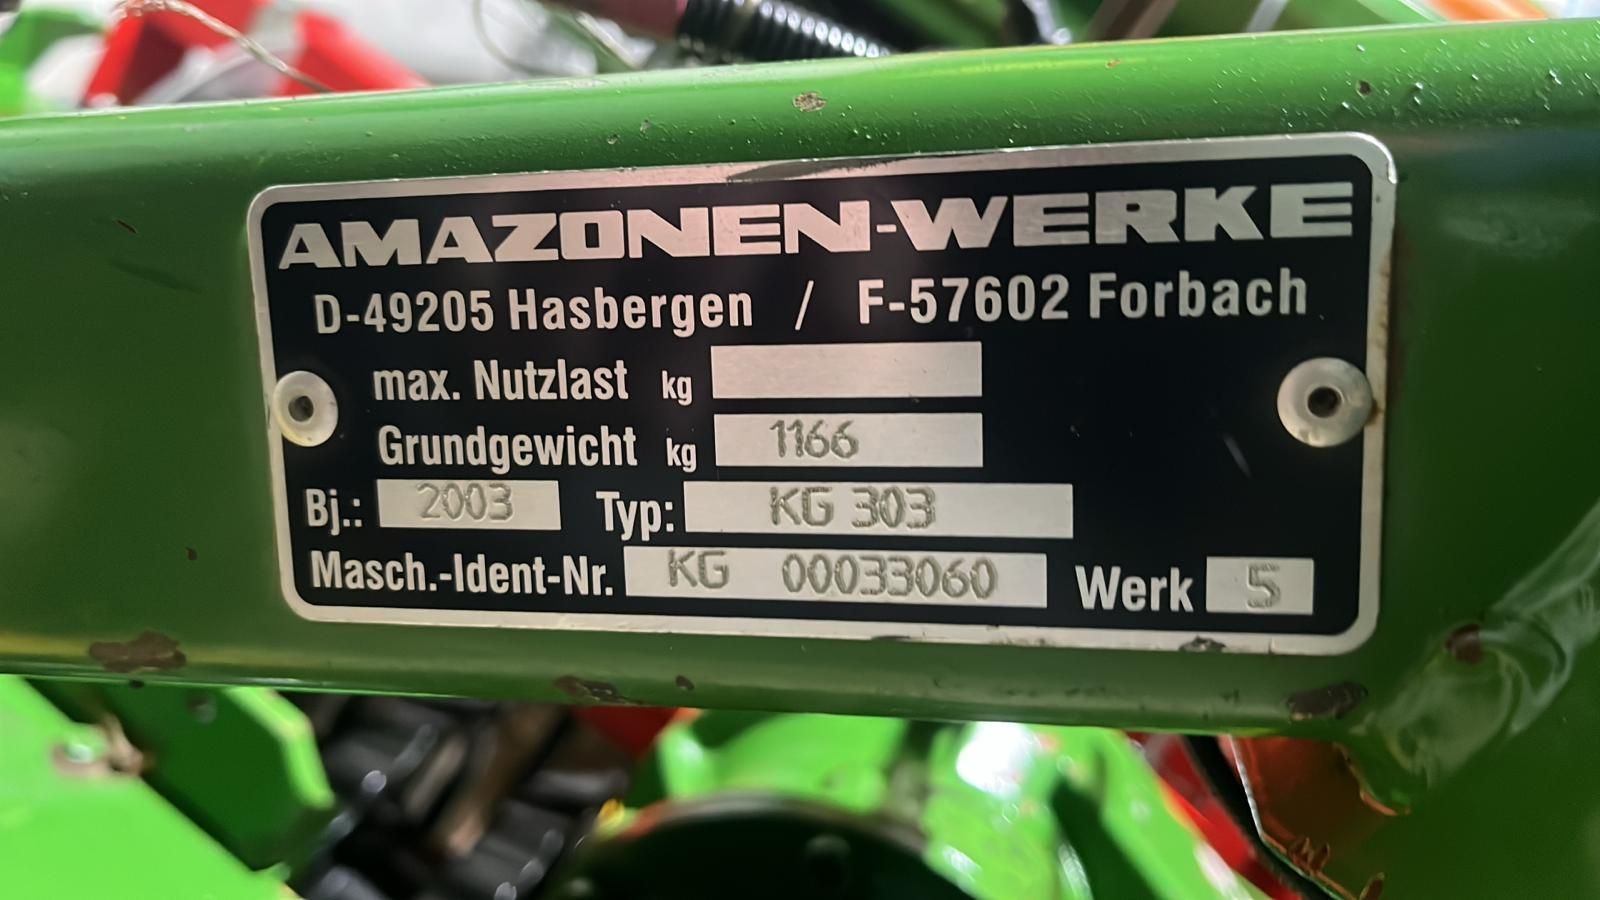 AMAZONEN-WERKE
D-49205 Hasbergen / F-57602 Forbach
max. Nutzlast kg
Grundgewicht kg 1166
Bj.: 2003 Typ: KG 303
Masch.-Ident-Nr. KG 00033060 Werk 5